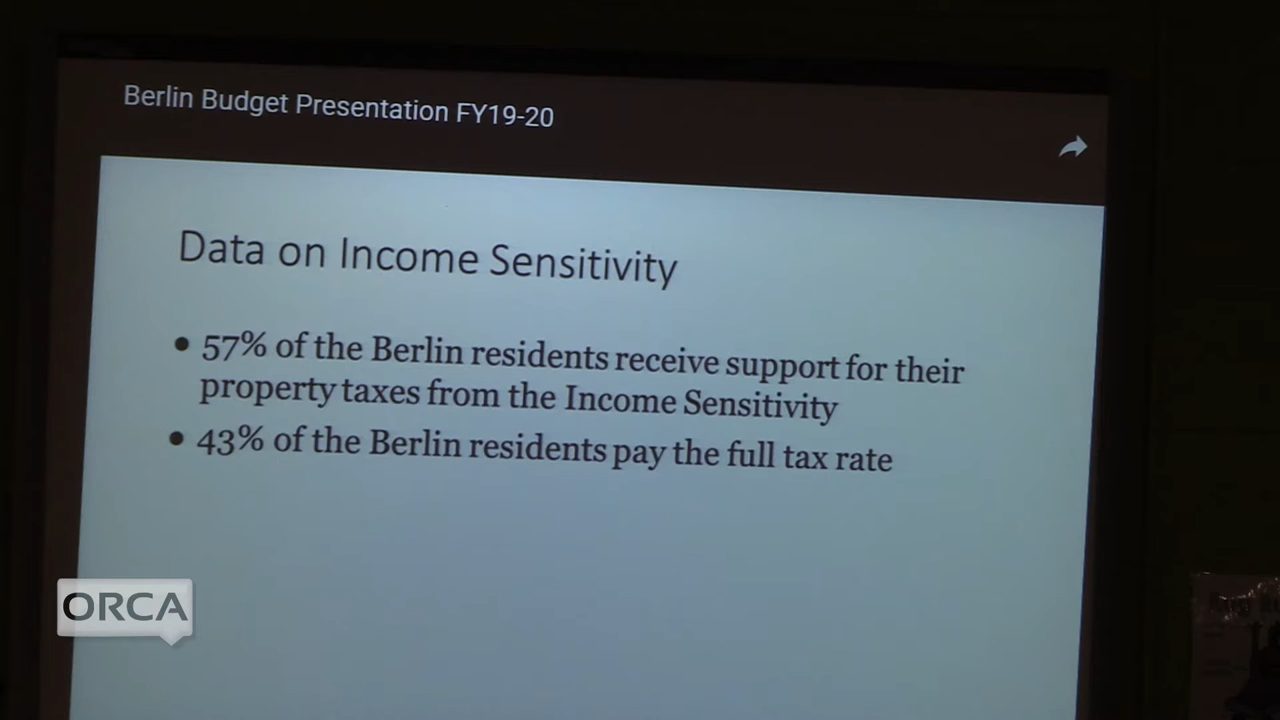 Berlin Budget Presentation FY19-20
Data on Income Sensitivity
• 57% of the Berlin residents receive support for their
property taxes from the Income Sensitivity
• 43% of the Berlin residents pay the full tax rate
ORCA